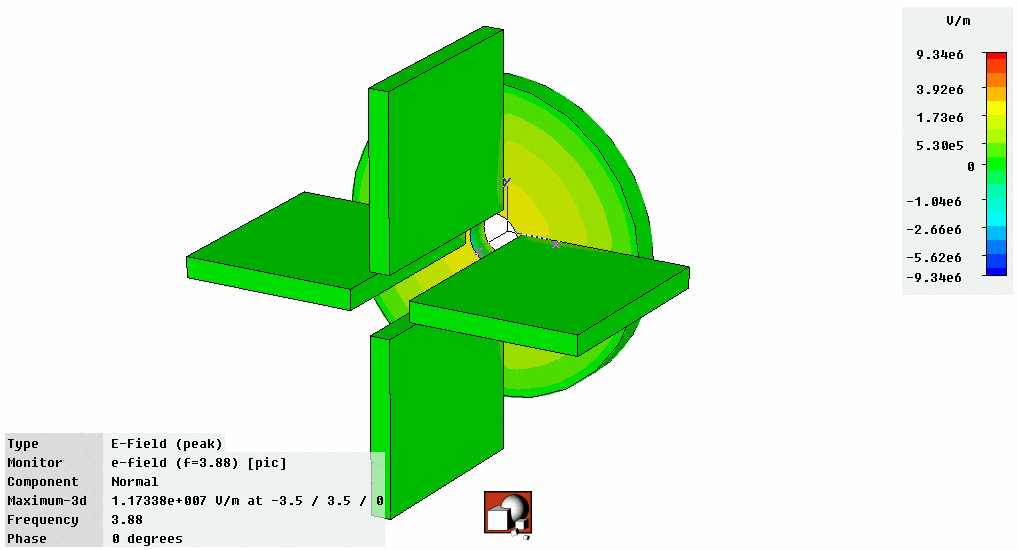 V/m
9.34e6
3.92e6
1.73e6
5.30e5
0
-1.04e6
-2.66e6
-5.62e6
-9.34e6
y
x
z
Type E-Field (peak)
Monitor e-field (f=3.88) [pic]
Component Normal
Maximum-3d 1.17338e+007 V/m at -3.5 / 3.5 / 0
Frequency 3.88
Phase 0 degrees